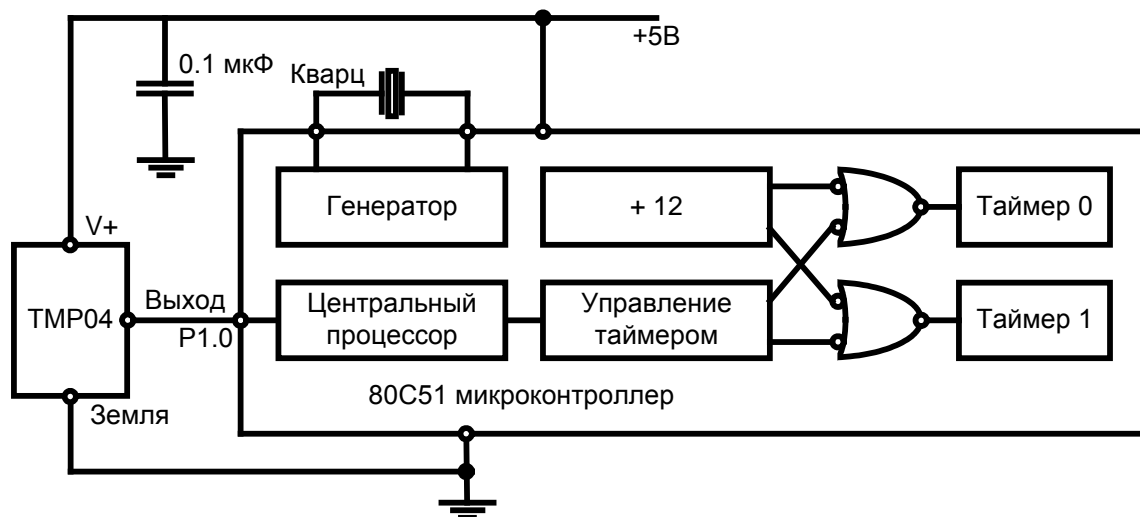 +5В
0.1 мкФ
Кварц
Генератор
+ 12
Таймер 0
V+
TMP04
Выход
P1.0
Центральный
процессор
Управление
таймером
Таймер 1
Земля
80C51 микроконтроллер